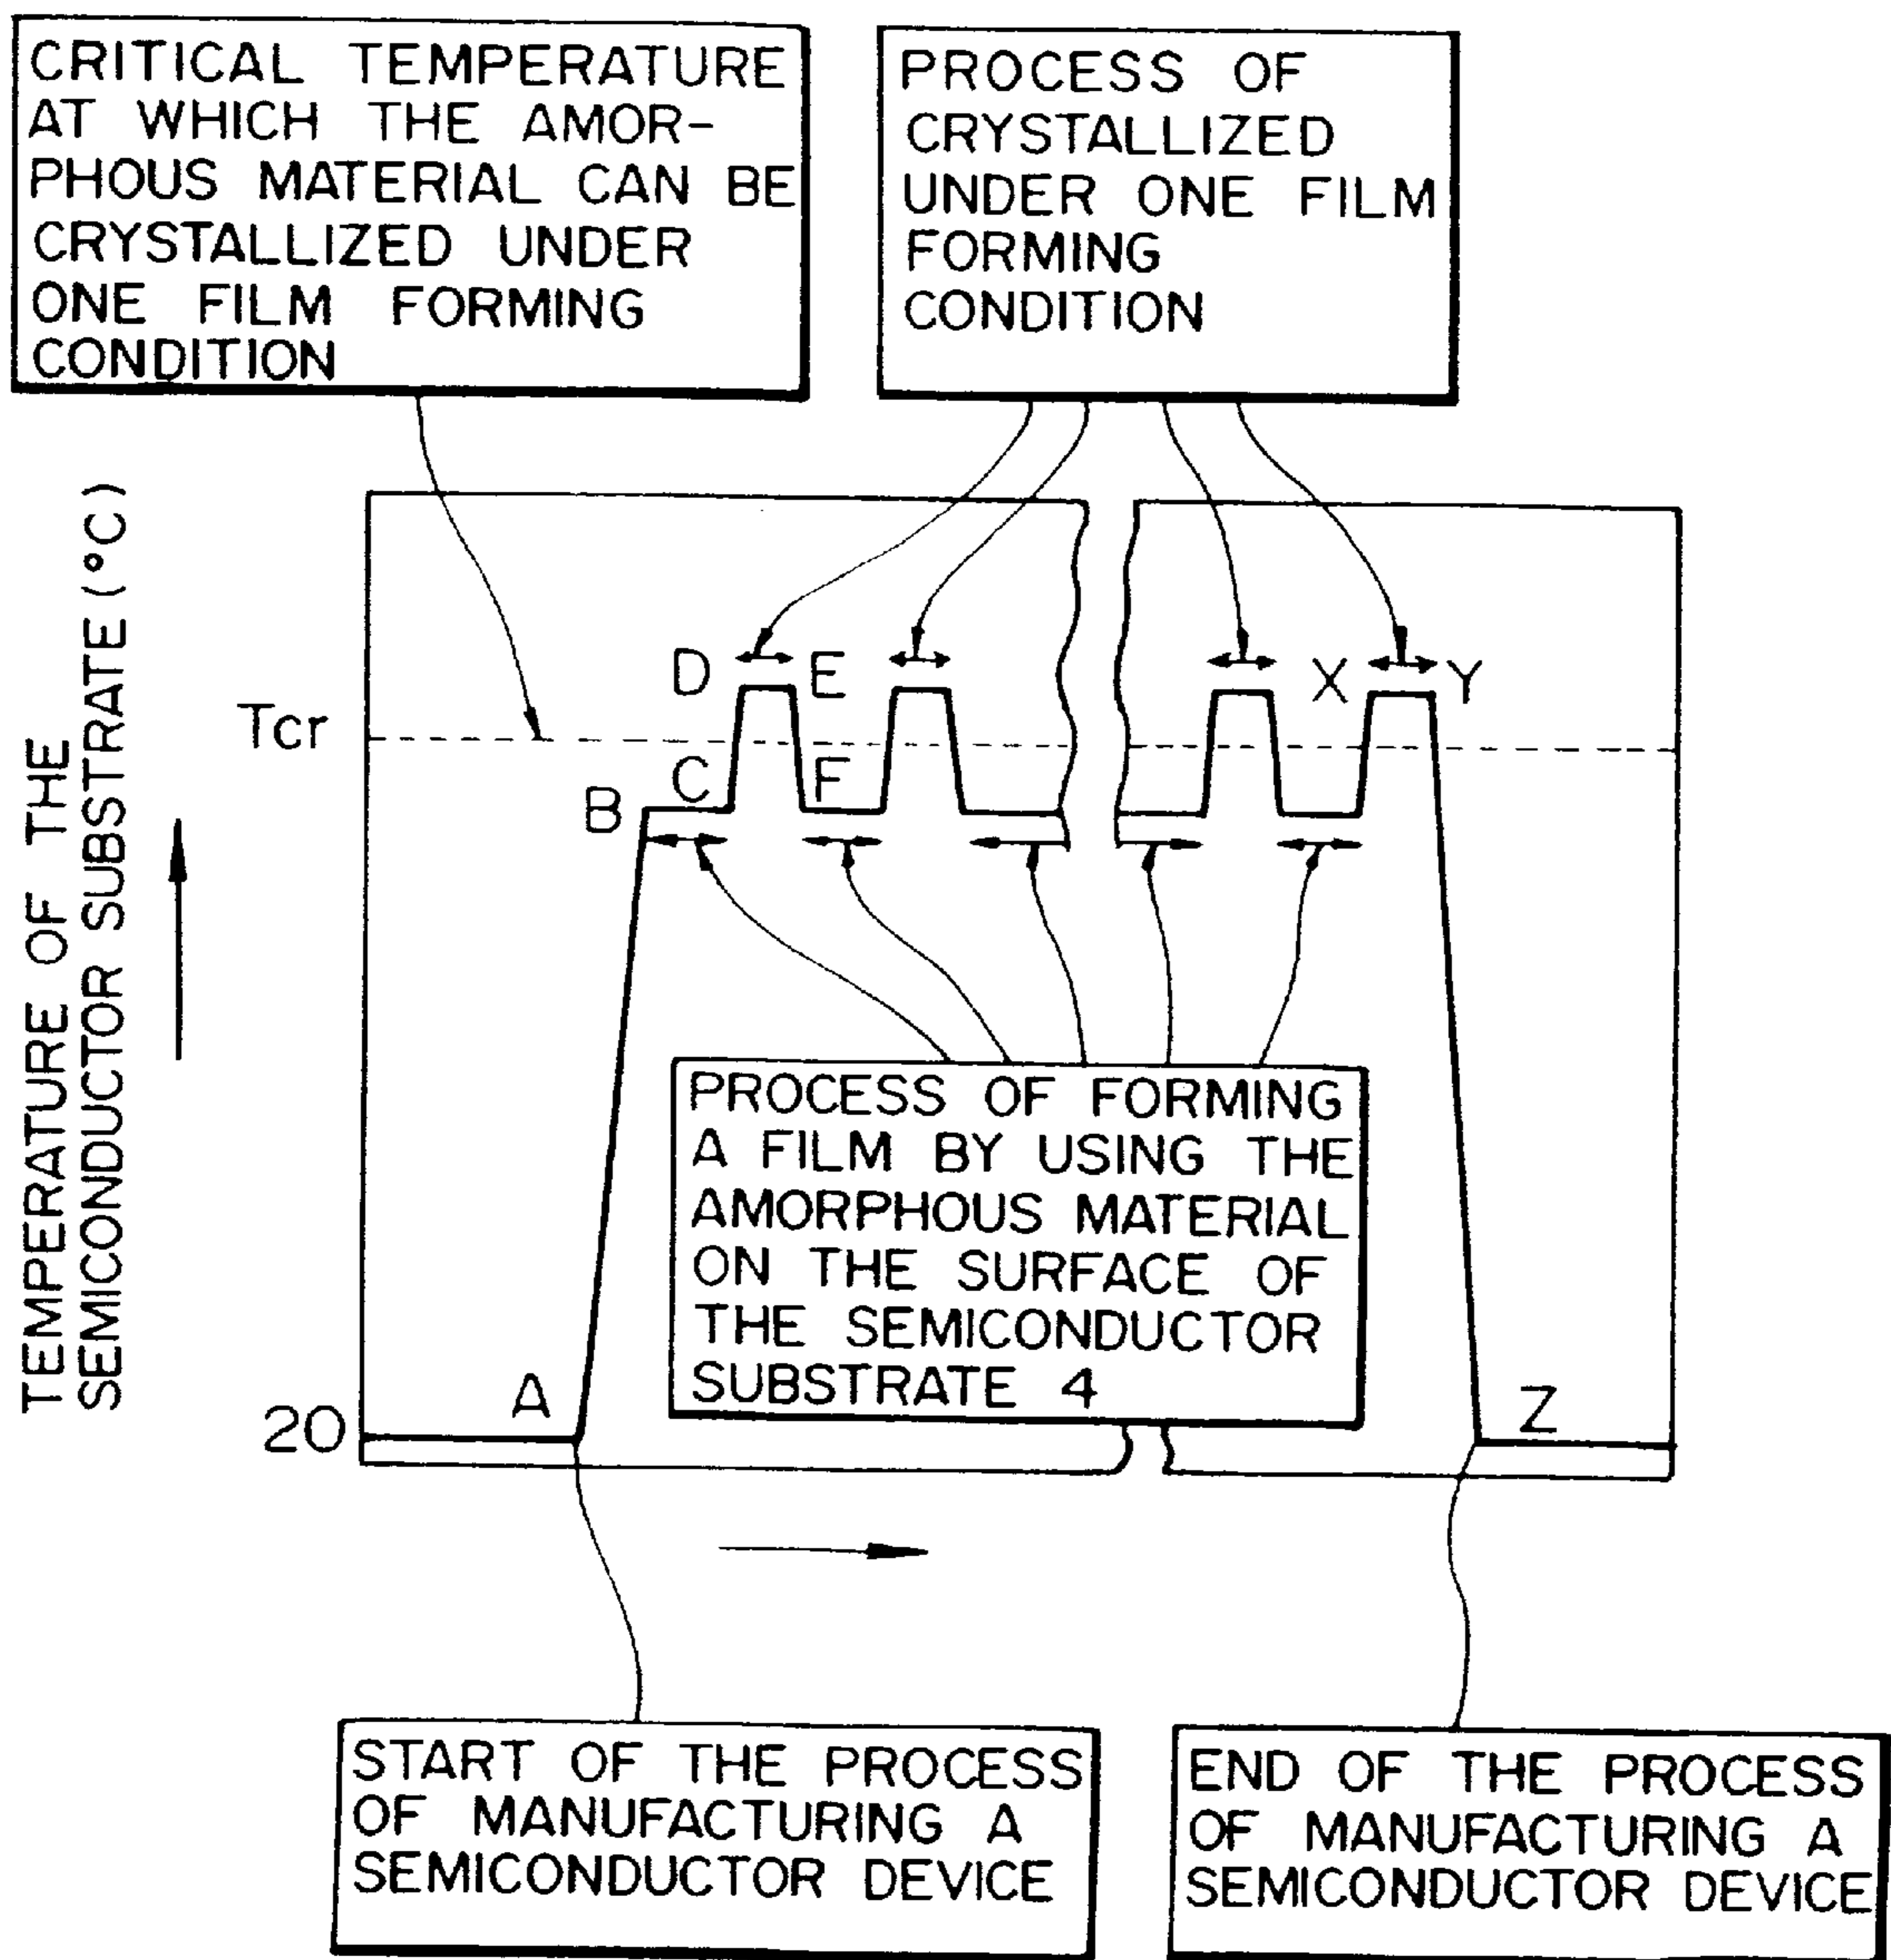 CRITICAL TEMPERATURE
AT WHICH THE AMOR-
PHOUS MATERIAL CAN BE
CRYSTALLIZED UNDER
ONE FILM FORMING
CONDITION
PROCESS OF
CRYSTALLIZED
UNDER ONE FILM
FORMING
CONDITION
TEMPERATURE OF THE
SEMICONDUCTOR SUBSTRATE (°C)
D E X Y
Tcr
C F
B
PROCESS OF FORMING
A FILM BY USING THE
AMORPHOUS MATERIAL
ON THE SURFACE OF
THE SEMICONDUCTOR
SUBSTRATE 4
A Z
20
START OF THE PROCESS
OF MANUFACTURING A
SEMICONDUCTOR DEVICE
END OF THE PROCESS
OF MANUFACTURING A
SEMICONDUCTOR DEVICE